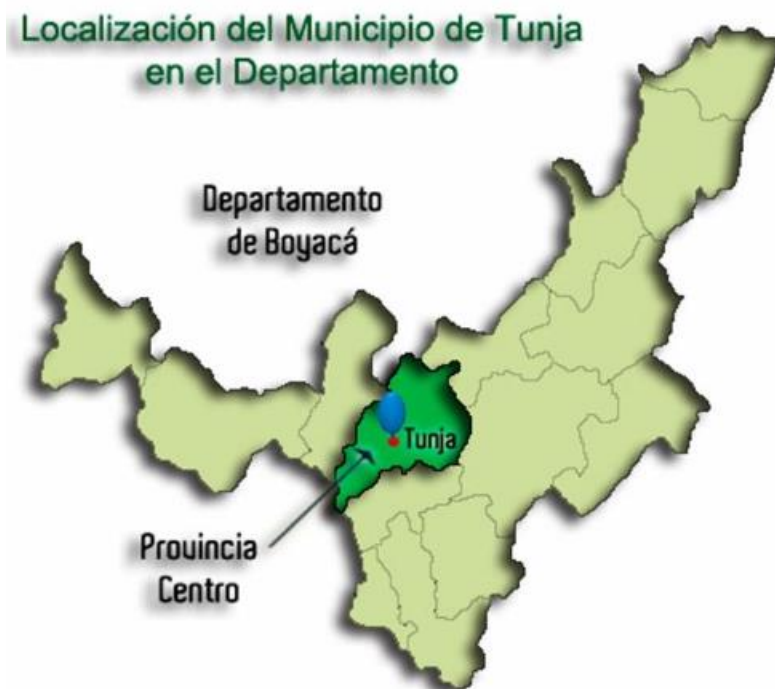 Localización del Municipio de Tunja
en el Departamento
Departamento
de Boyacá
Tunja
Provincia
Centro